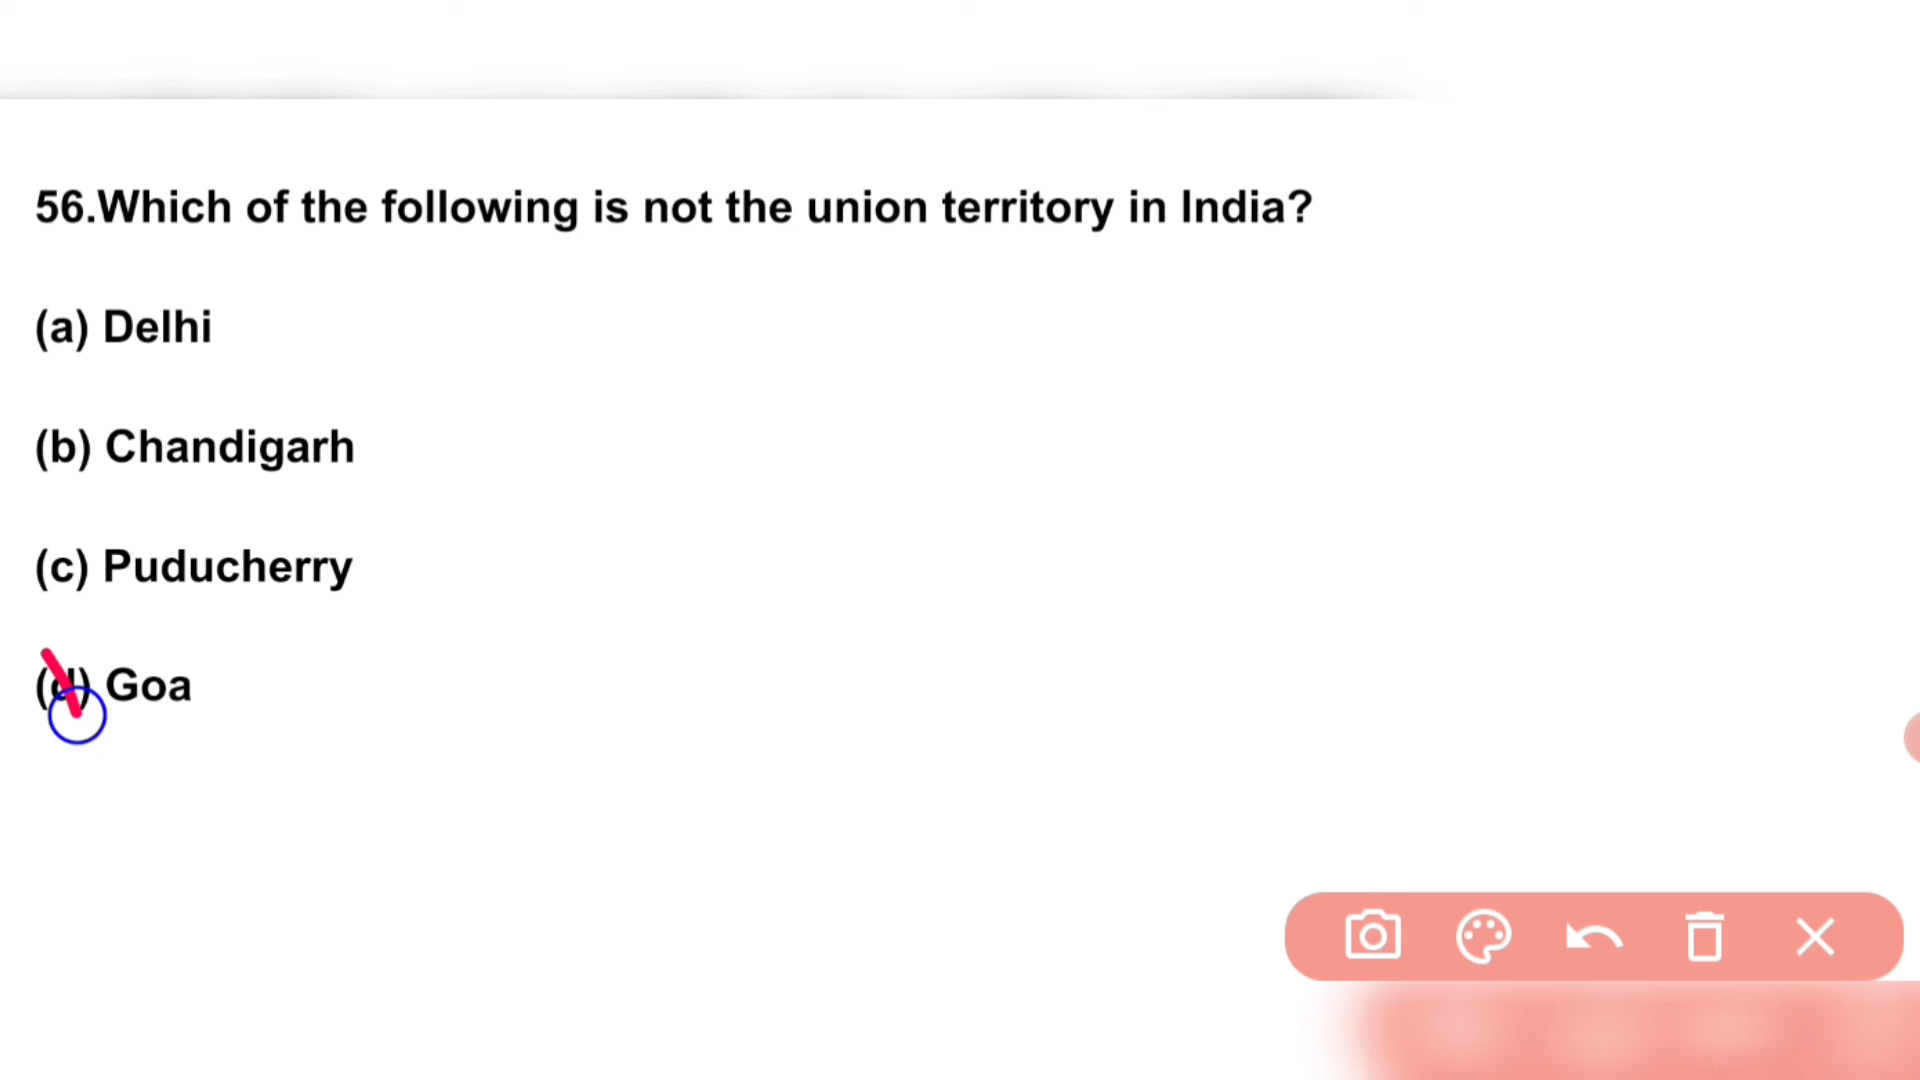 56.Which of the following is not the union territory in India?
(a) Delhi
(b) Chandigarh
(c) Puducherry
(d) Goa